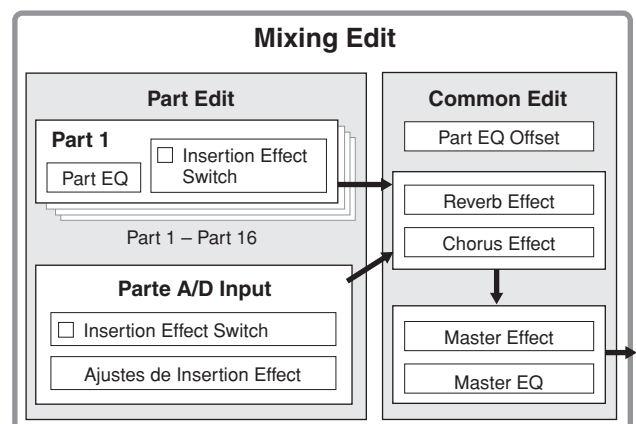 Mixing Edit
Part Edit
Part 1
Part EQ
Insertion Effect
Switch
Part 1 – Part 16
Parte A/D Input
Insertion Effect Switch
Ajustes de Insertion Effect
Common Edit
Part EQ Offset
Reverb Effect
Chorus Effect
Master Effect
Master EQ